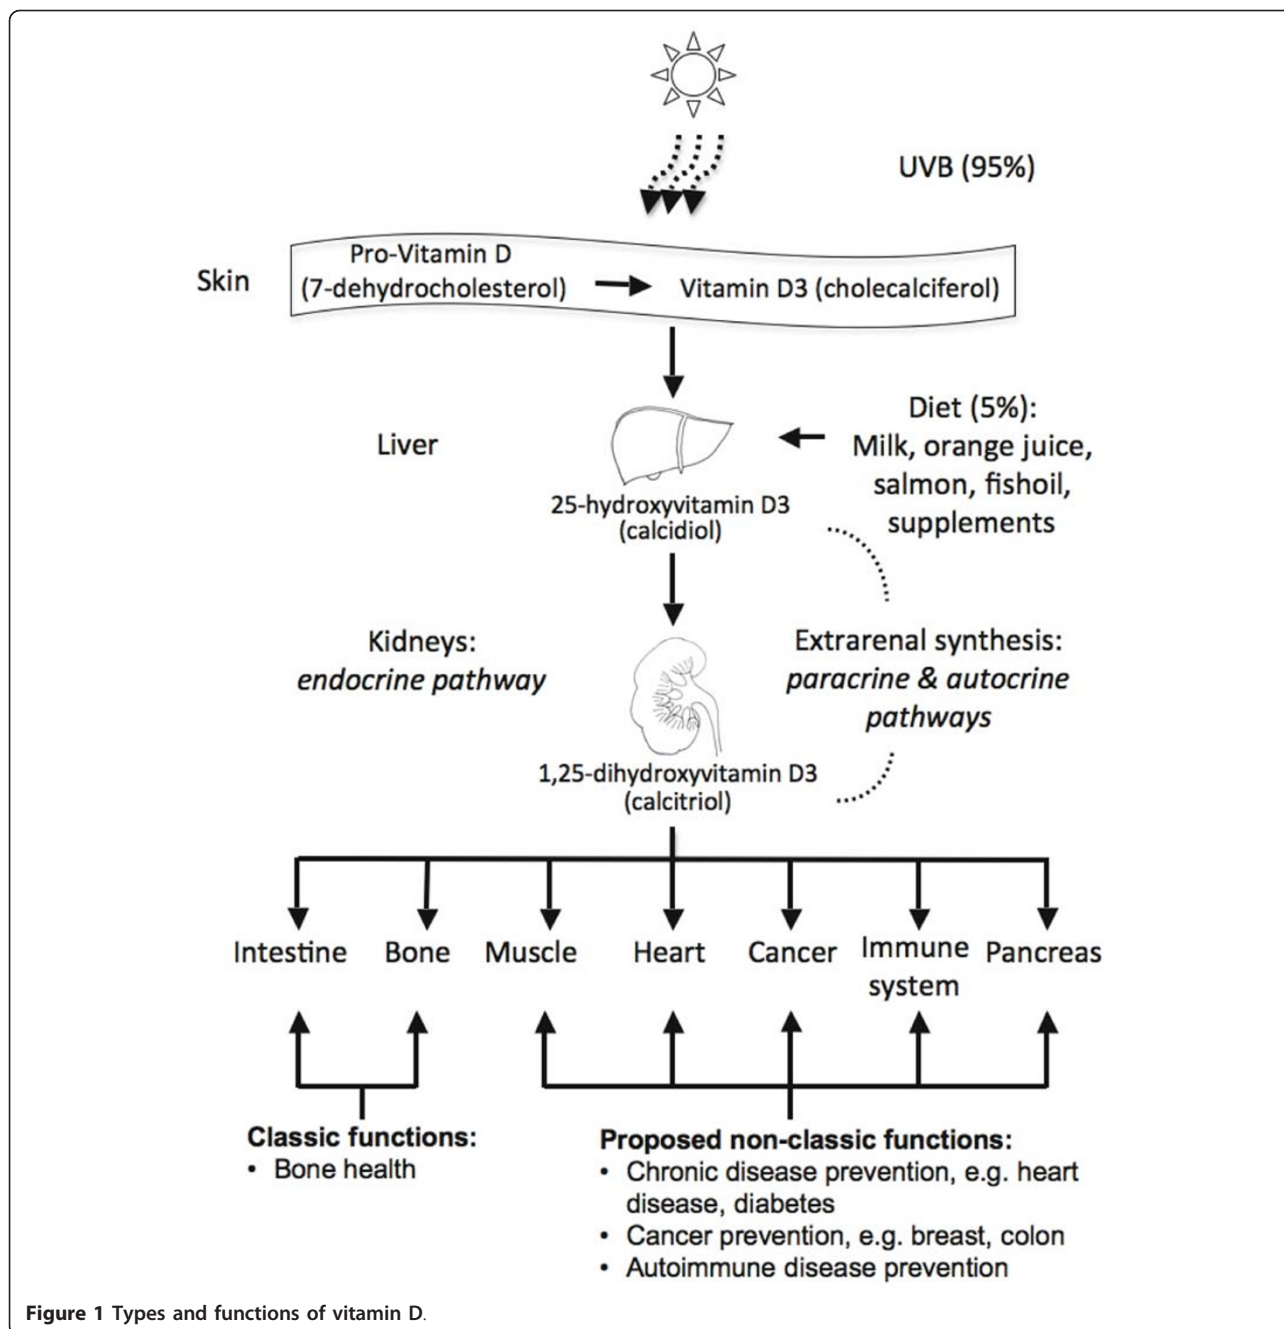 UVB (95%)
Skin
Pro-Vitamin D
(7-dehydrocholesterol)
Vitamin D3 (cholecalciferol)
Liver
25-hydroxyvitamin D3
(calcidiol)
Diet (5%):
Milk, orange juice,
salmon, fishoil,
supplements
Kidneys:
endocrine pathway
Extrarenal synthesis:
paracrine & autocrine
pathways
1,25-dihydroxyvitamin D3
(calcitriol)
Intestine
Bone
Muscle
Heart
Cancer
Immune
system
Pancreas
Classic functions:
• Bone health
Proposed non-classic functions:
• Chronic disease prevention, e.g. heart
disease, diabetes
• Cancer prevention, e.g. breast, colon
• Autoimmune disease prevention
Figure 1 Types and functions of vitamin D.